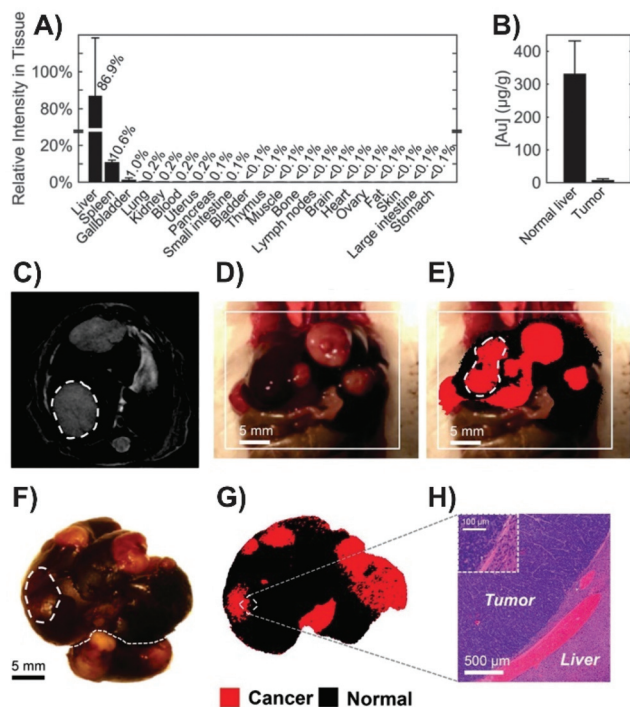 A)
Relative Intensity in Tissue
100%
80%
20%
0%
86.9%
10.6%
1.0%
0.2%
0.2%
0.2%
0.2%
0.1%
0.1%
<0.1%
<0.1%
<0.1%
<0.1%
<0.1%
<0.1%
<0.1%
<0.1%
<0.1%
<0.1%
<0.1%
<0.1%
Liver
Spleen
Gallbladder
Lung
Kidney
Blood
Uterus
Pancreas
Small intestine
Bladder
Thymus
Muscle
Bone
Lymph nodes
Brain
Heart
Ovary
Fat
Skin
Large intestine
Stomach
B)
[Au] (µg/g)
400
300
200
100
0
Normal liver
Tumor
C)
D)
5 mm
E)
5 mm
F)
5 mm
G)
H)
100 µm
Tumor
500 µm
Liver
Cancer Normal